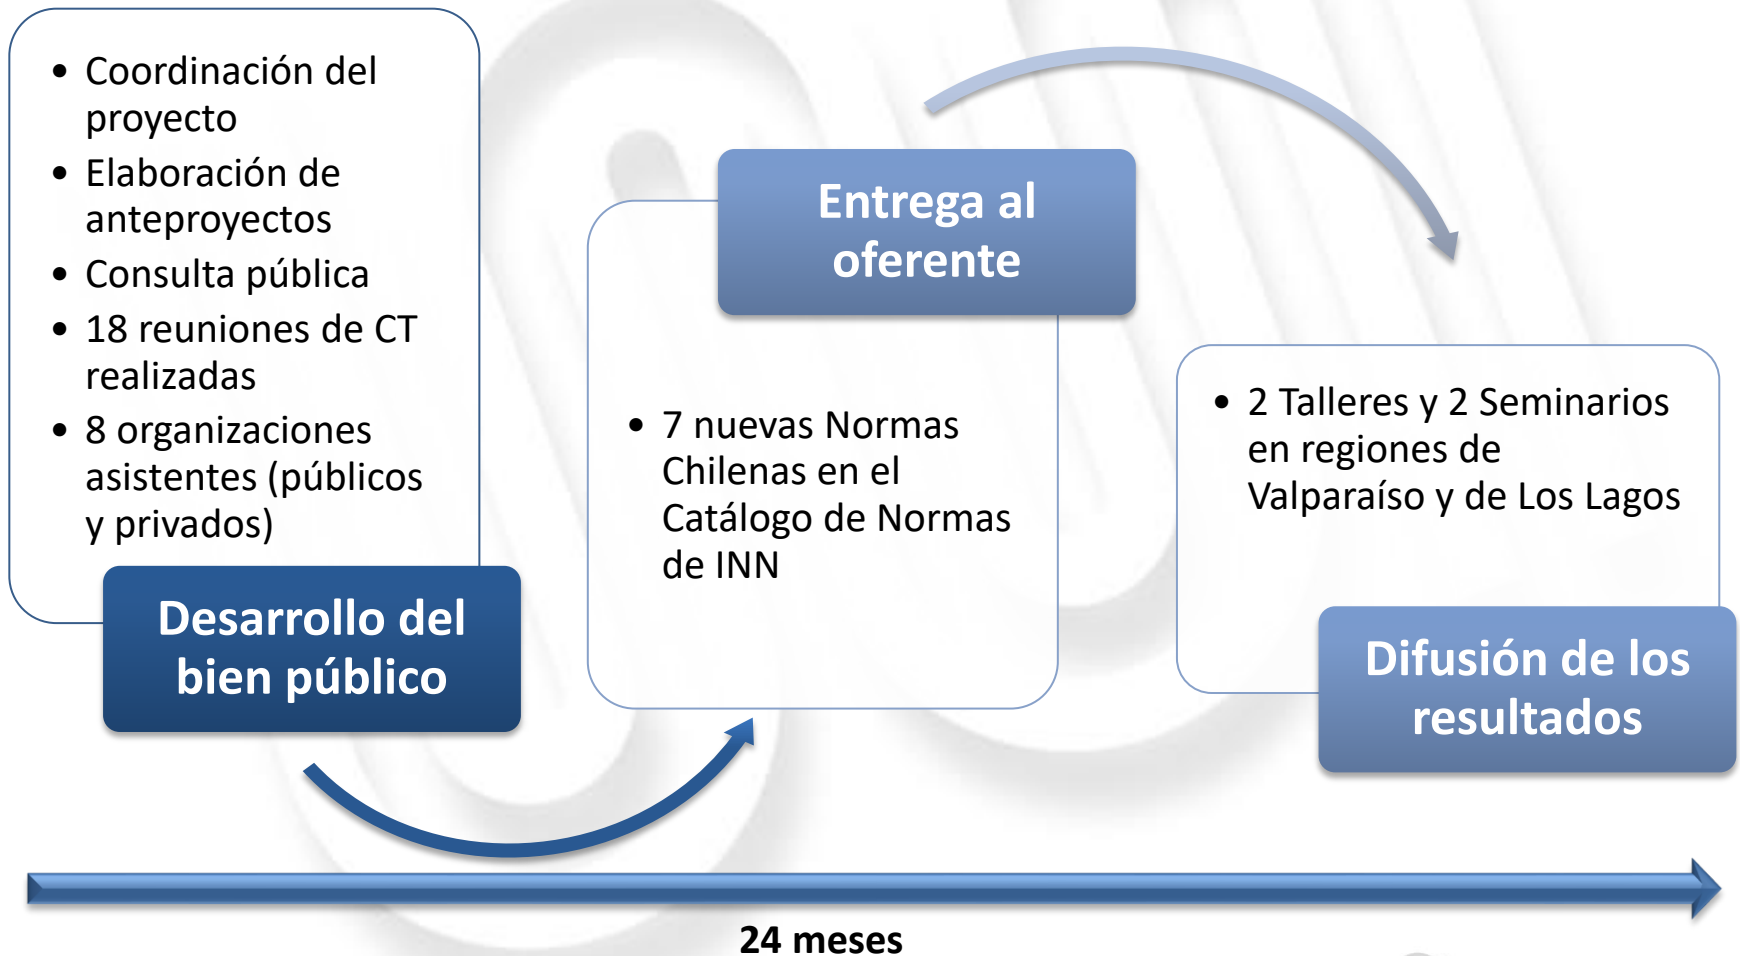 • Coordinación del
proyecto
• Elaboración de
anteproyectos
• Consulta pública
• 18 reuniones de CT
realizadas
• 8 organizaciones
asistentes (públicos
y privados)
Desarrollo del
bien público
Entrega al
oferente
• 7 nuevas Normas
Chilenas en el
Catálogo de Normas
de INN
• 2 Talleres y 2 Seminarios
en regiones de
Valparaíso y de Los Lagos
Difusión de los
resultados
24 meses